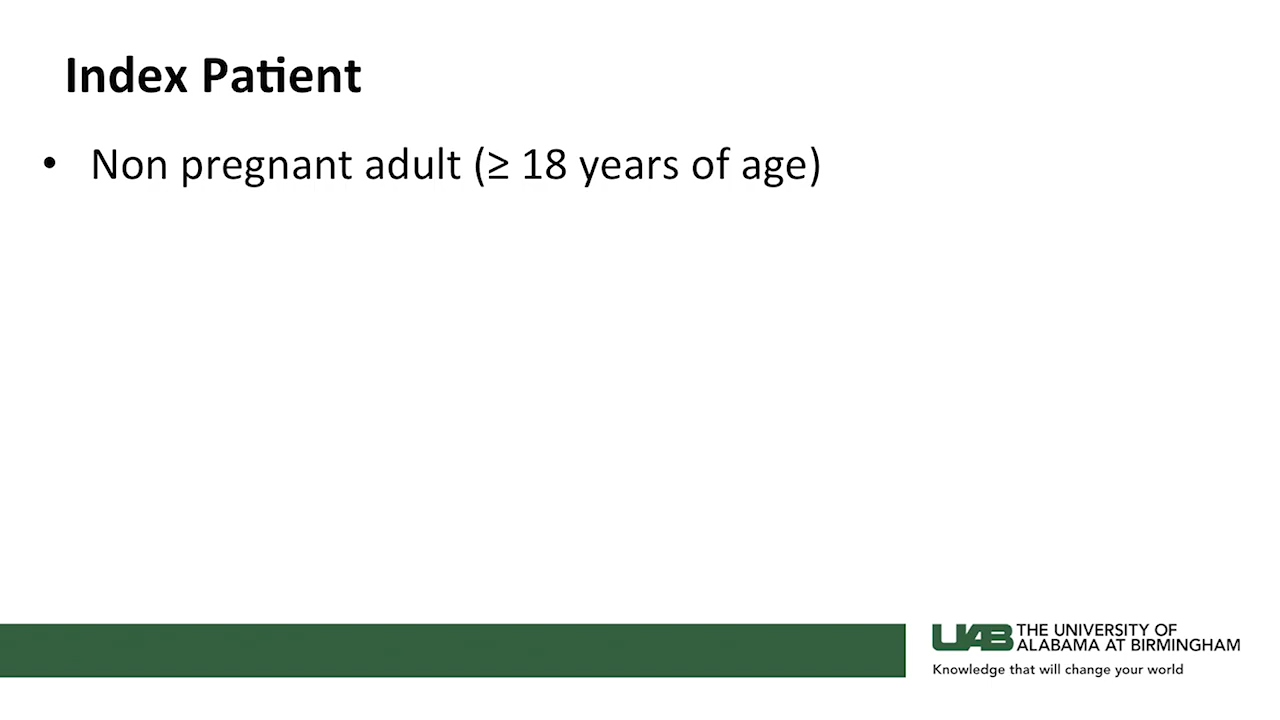 Index Patient
• Non pregnant adult (≥ 18 years of age)
UAB THE UNIVERSITY OF
ALABAMA AT BIRMINGHAM
Knowledge that will change your world